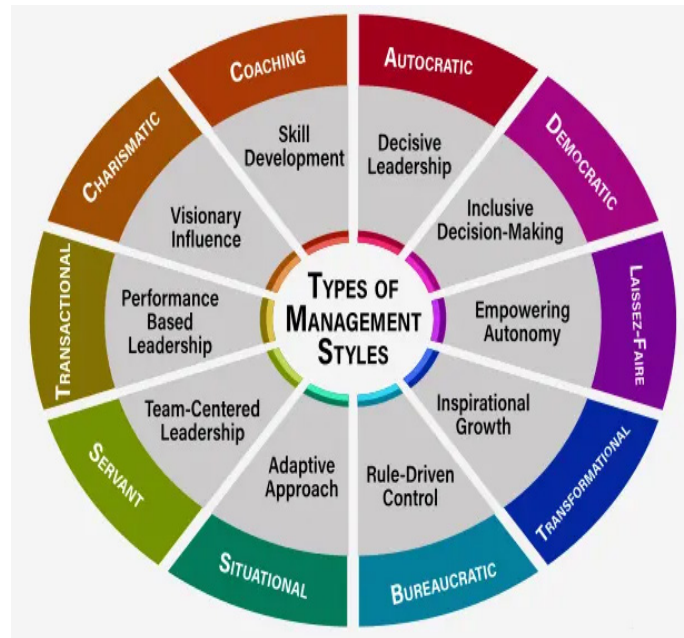 TYPES OF
MANAGEMENT
STYLES
AUTOCRATIC
Decisive
Leadership
DEMOCRATIC
Inclusive
Decision-Making
LAISSEZ-FAIRE
Empowering
Autonomy
TRANSFORMATIONAL
Inspirational
Growth
BUREAUCRATIC
Rule-Driven
Control
SITUATIONAL
Adaptive
Approach
SERVANT
Team-Centered
Leadership
TRANSACTIONAL
Performance
Based
Leadership
CHARISMATIC
Visionary
Influence
COACHING
Skill
Development